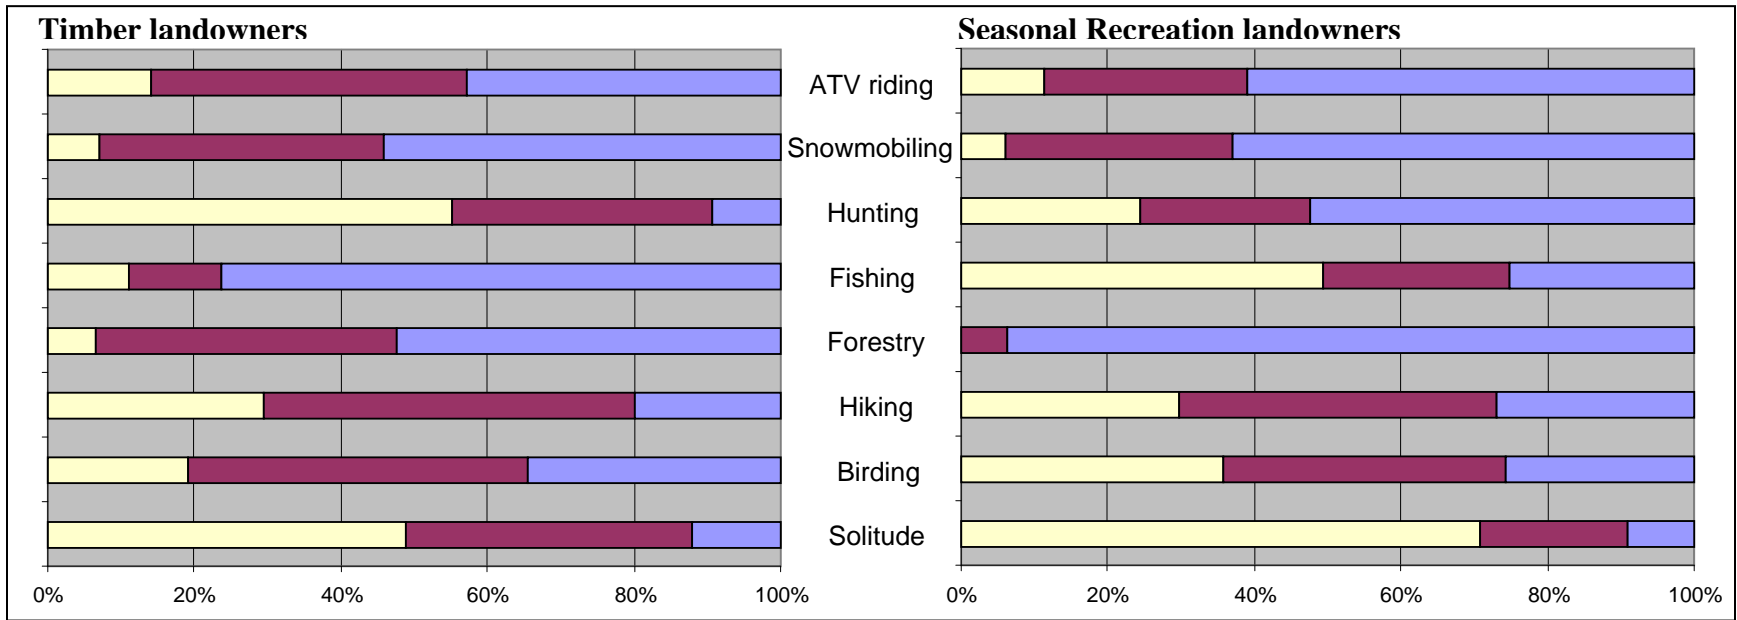 Timber landowners
Seasonal Recreation landowners
ATV riding
Snowmobiling
Hunting
Fishing
Forestry
Hiking
Birding
Solitude
0% 20% 40% 60% 80% 100%
0% 20% 40% 60% 80% 100%